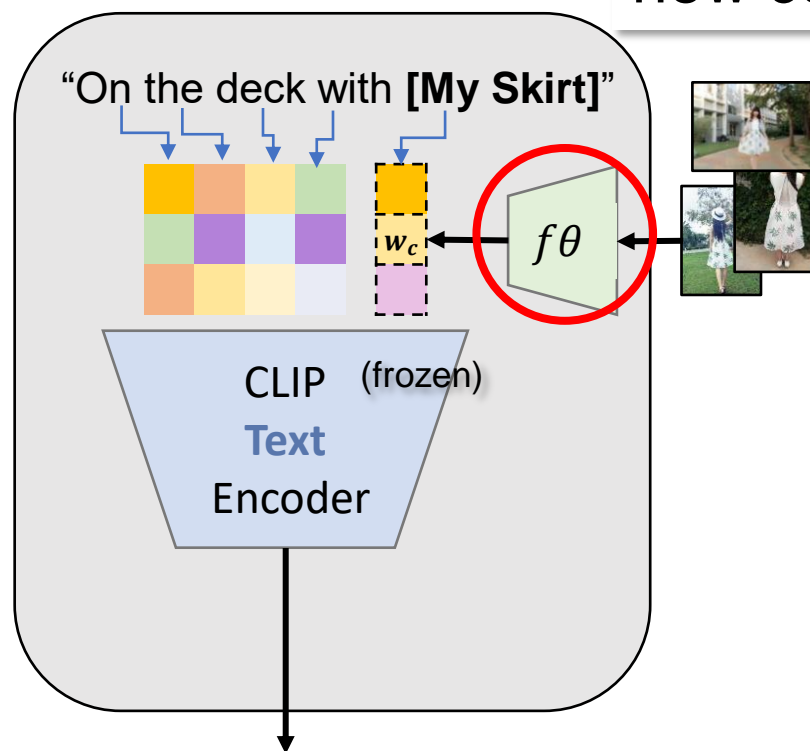 “On the deck with [My Skirt]”
w_c
fθ
CLIP (frozen)
Text
Encoder